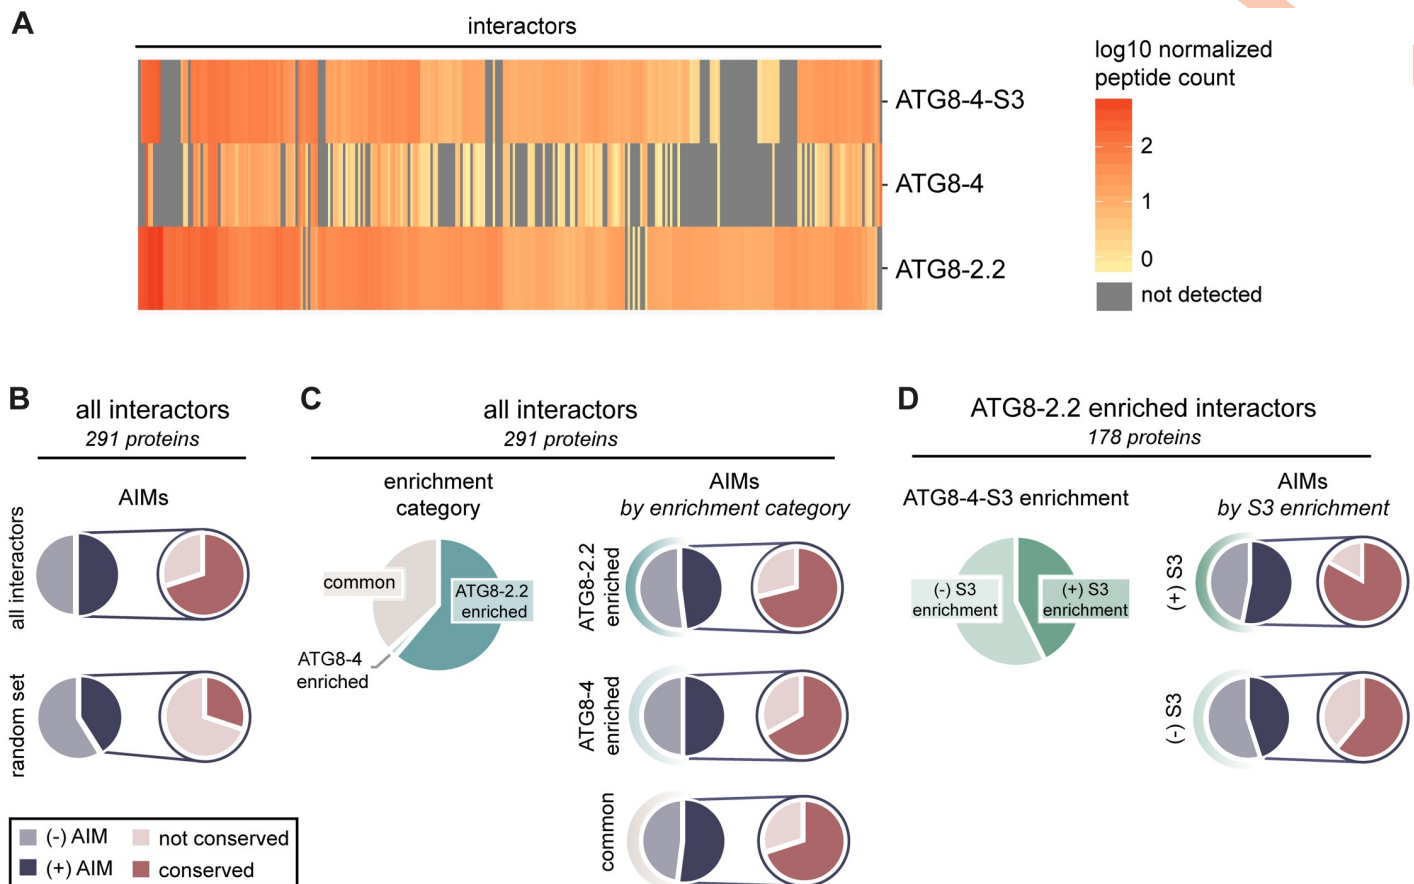 A
interactors
ATG8-4-S3
ATG8-4
ATG8-2.2
log10 normalized
peptide count
2
1
0
not detected
B
all interactors
291 proteins
AIMs
all interactors
random set
(-) AIM
(+) AIM
not conserved
conserved
C
all interactors
291 proteins
enrichment
category
common
ATG8-2.2
enriched
ATG8-4
enriched
AIMs
by enrichment category
ATG8-2.2
enriched
ATG8-4
enriched
common
D
ATG8-2.2 enriched interactors
178 proteins
ATG8-4-S3 enrichment
(-) S3
enrichment
(+) S3
enrichment
AIMs
by S3 enrichment
(+) S3
(-) S3